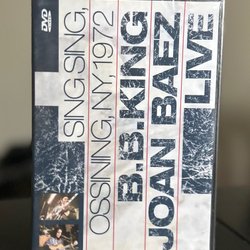 DVD
SING SING,
OSSINING, NY, 1972
B.B.KING
JOAN BAEZ
LIVE